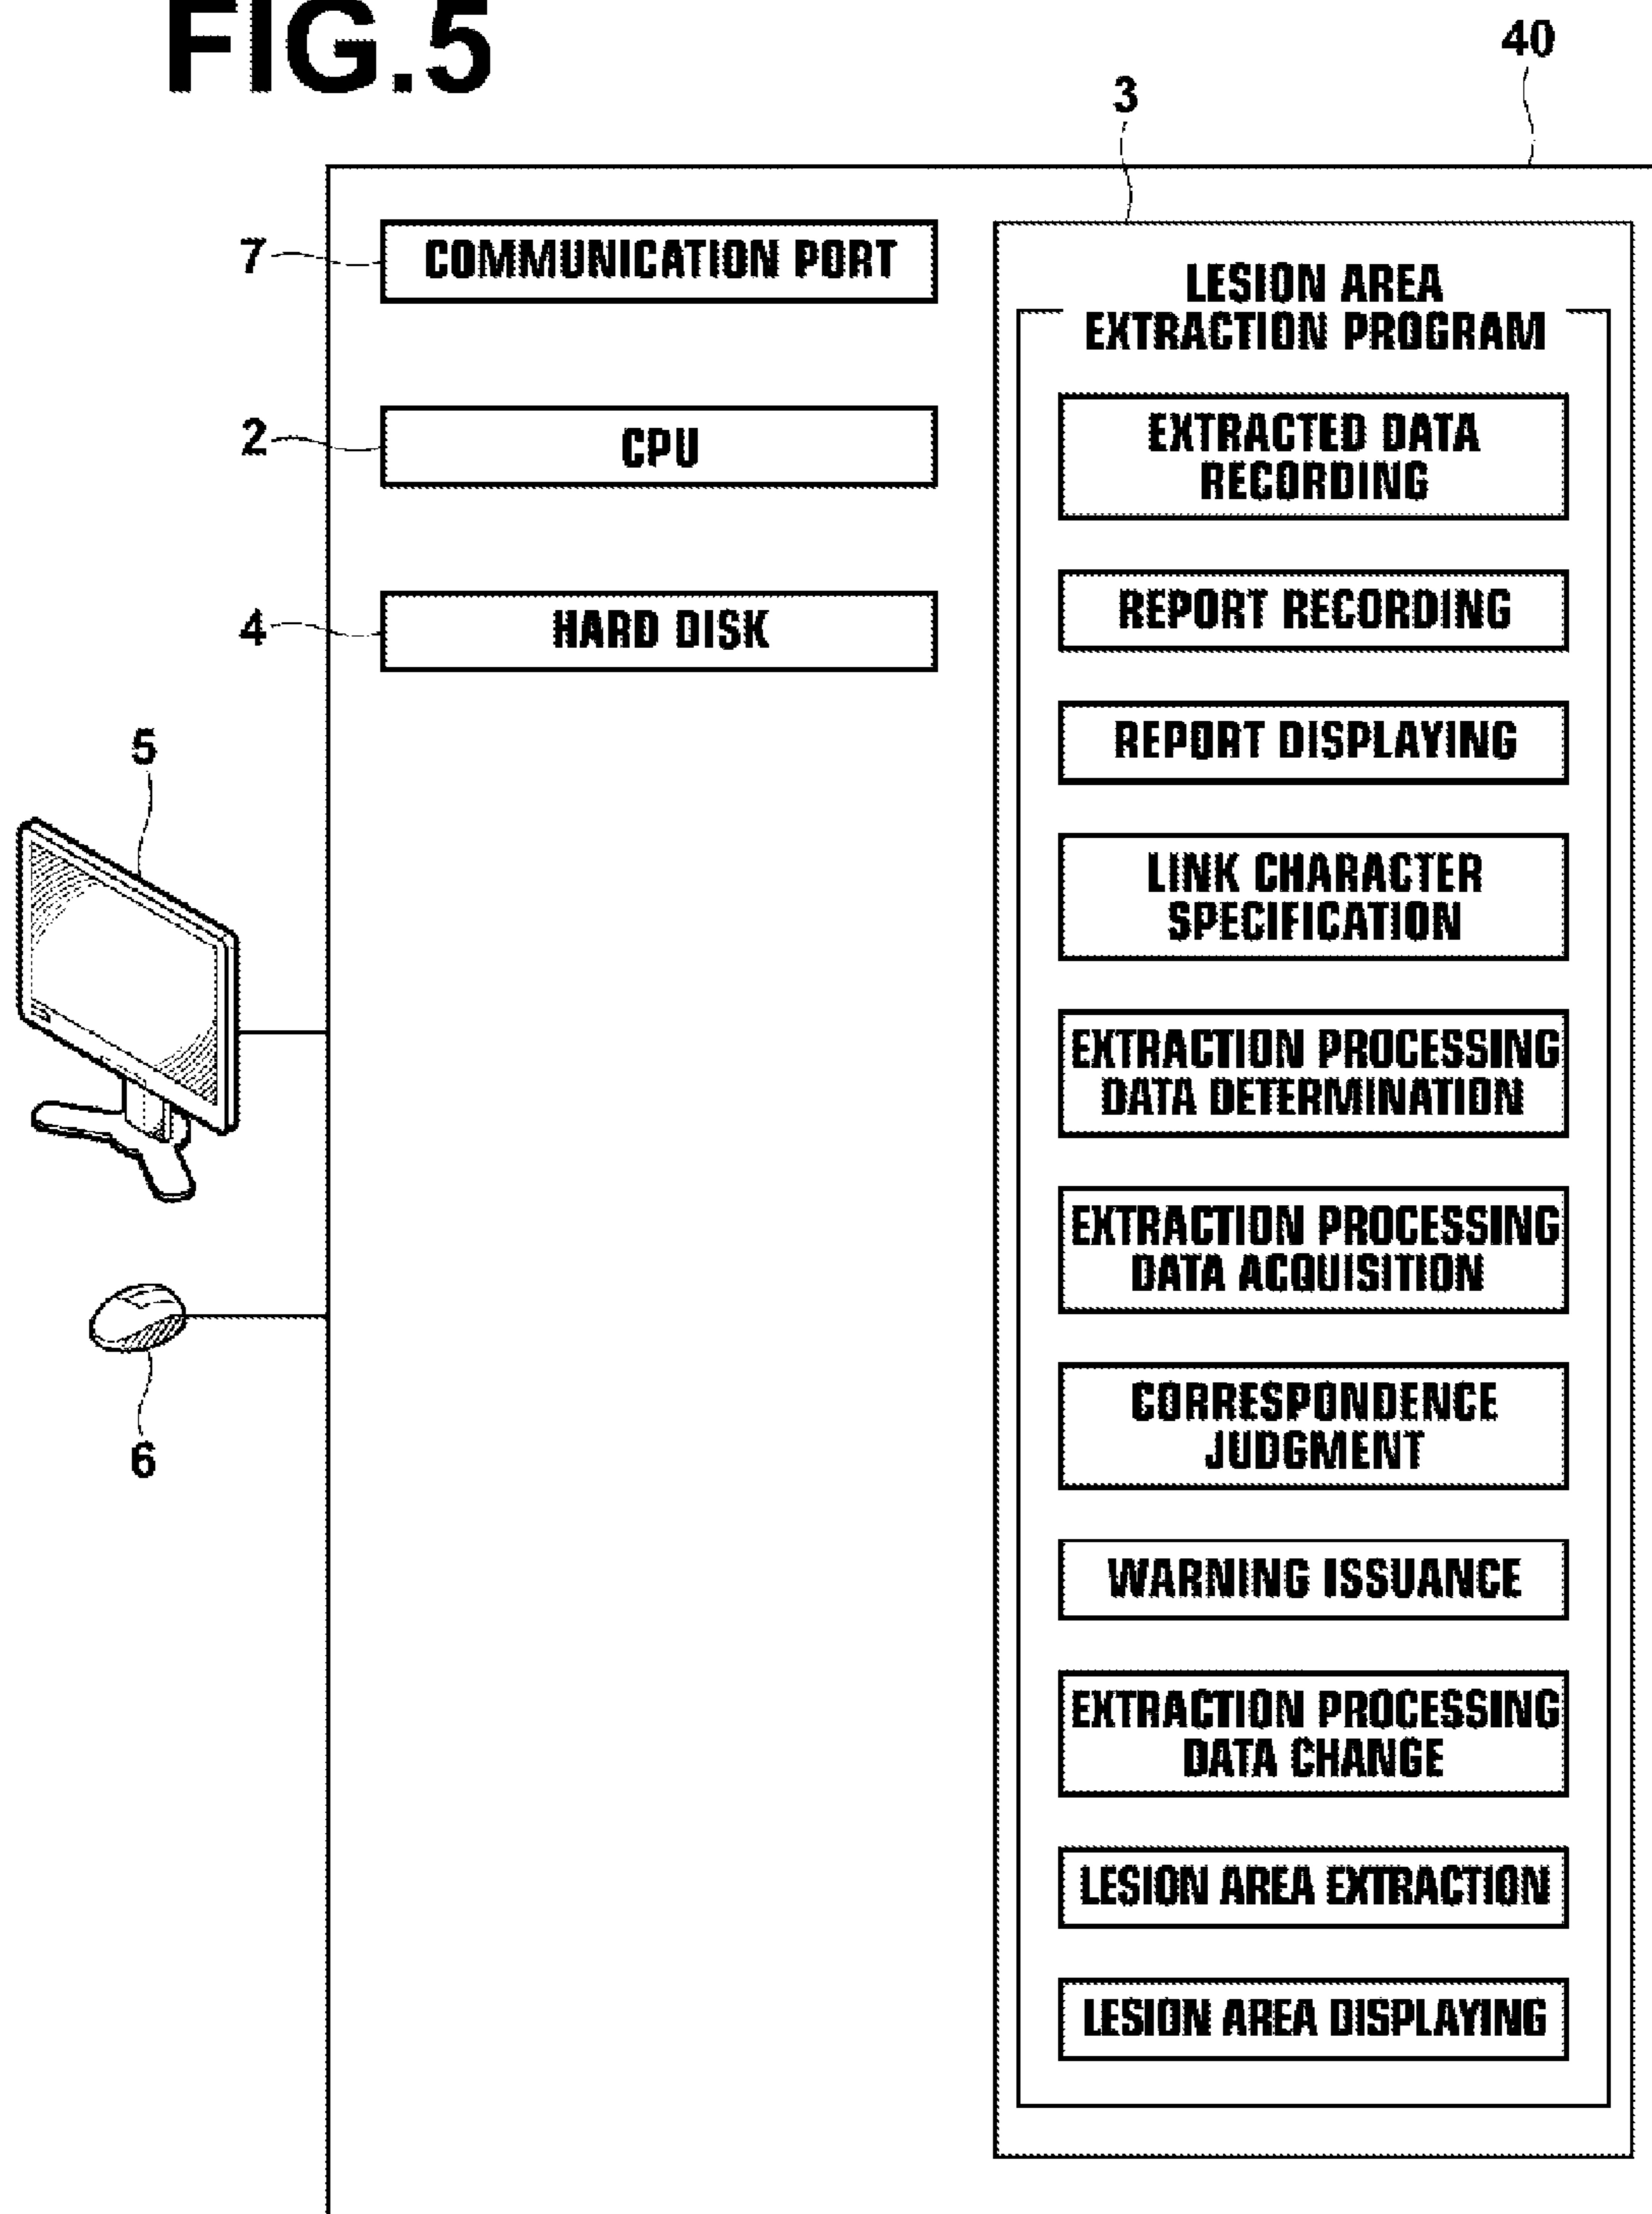 FIG.5
40
3
7
COMMUNICATION PORT
2
CPU
4
HARD DISK
5
6
LESION AREA
EXTRACTION PROGRAM
EXTRACTED DATA
RECORDING
REPORT RECORDING
REPORT DISPLAYING
LINK CHARACTER
SPECIFICATION
EXTRACTION PROCESSING
DATA DETERMINATION
EXTRACTION PROCESSING
DATA ACQUISITION
CORRESPONDENCE
JUDGMENT
WARNING ISSUANCE
EXTRACTION PROCESSING
DATA CHANGE
LESION AREA EXTRACTION
LESION AREA DISPLAYING